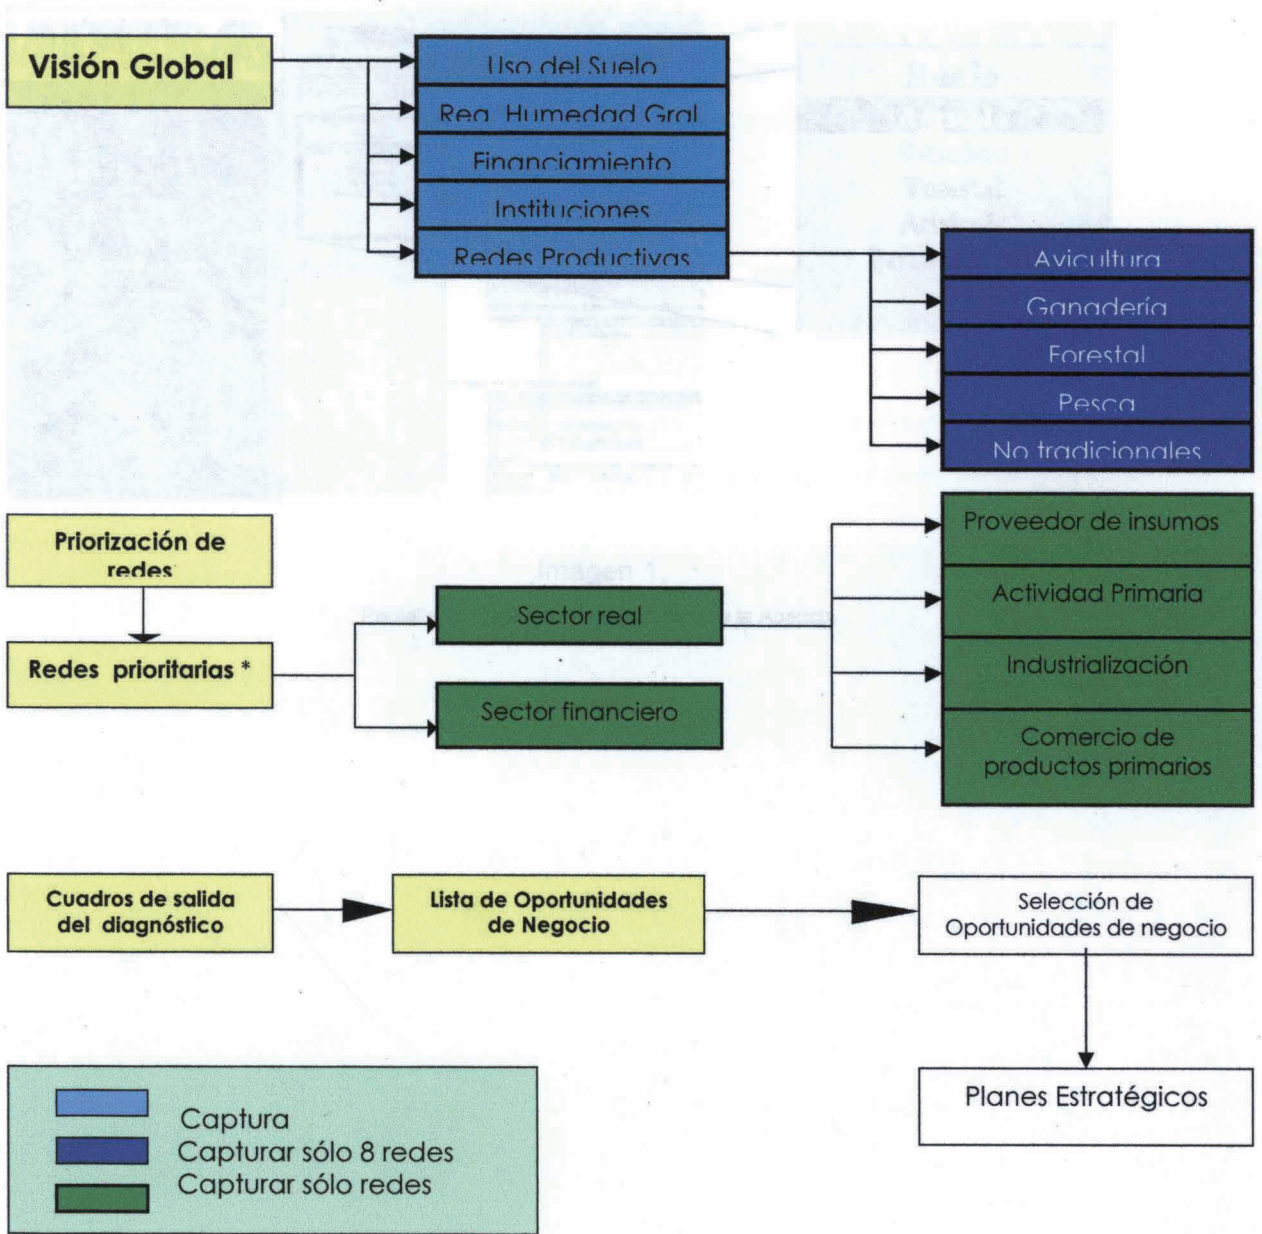 Visión Global
Uso del Suelo
Reg. Humedad Gral
Financiamiento
Instituciones
Redes Productivas
Avicultura
Ganadería
Forestal
Pesca
No tradicionales
Priorización de
redes
Redes prioritarias *
Sector real
Sector financiero
Proveedor de insumos
Actividad Primaria
Industrialización
Comercio de
productos primarios
Imagen 1.
Cuadros de salida
del diagnóstico
Lista de Oportunidades
de Negocio
Selección de
Oportunidades de negocio
Planes Estratégicos
Captura
Capturar sólo 8 redes
Capturar sólo redes